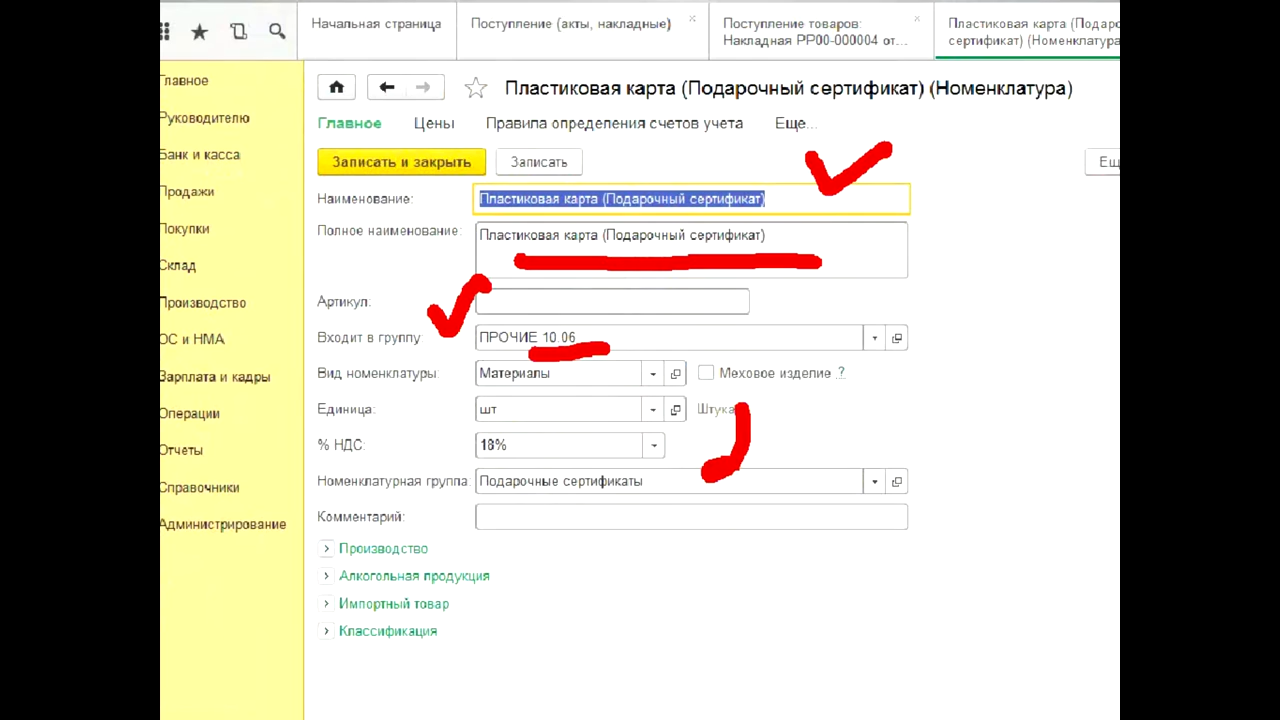 Начальная страница
Поступление (акты, накладные)
Поступление товаров:
Накладная РР00-000004 от...
Пластиковая карта (Подаро
сертификат) (Номенклатура
Главное
Руководителю
Банк и касса
Продажи
Покупки
Склад
Производство
ОС и НМА
Зарплата и кадры
Операции
Отчеты
Справочники
Администрирование
Пластиковая карта (Подарочный сертификат) (Номенклатура)
Главное Цены Правила определения счетов учета Еще...
Записать и закрыть Записать Ещ
Наименование: Пластиковая карта (Подарочный сертификат)
Полное наименование: Пластиковая карта (Подарочный сертификат)
Артикул:
Входит в группу: ПРОЧИЕ 10.06
Вид номенклатуры: Материалы Меховое изделие ?
Единица: шт Штука
% НДС: 18%
Номенклатурная группа: Подарочные сертификаты
Комментарий:
Производство
Алкогольная продукция
Импортный товар
Классификация